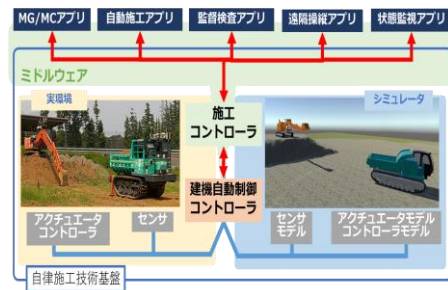 MG/MCアプリ 自動施工アプリ 監督検査アプリ 遠隔操縦アプリ 状態監視アプリ
ミドルウェア
実環境
シミュレータ
施工
コントローラ
建機自動制御
コントローラ
アクチュエータ
コントローラ
センサ
センサ
モデル
アクチュエータモデル
コントローラモデル
自律施工技術基盤